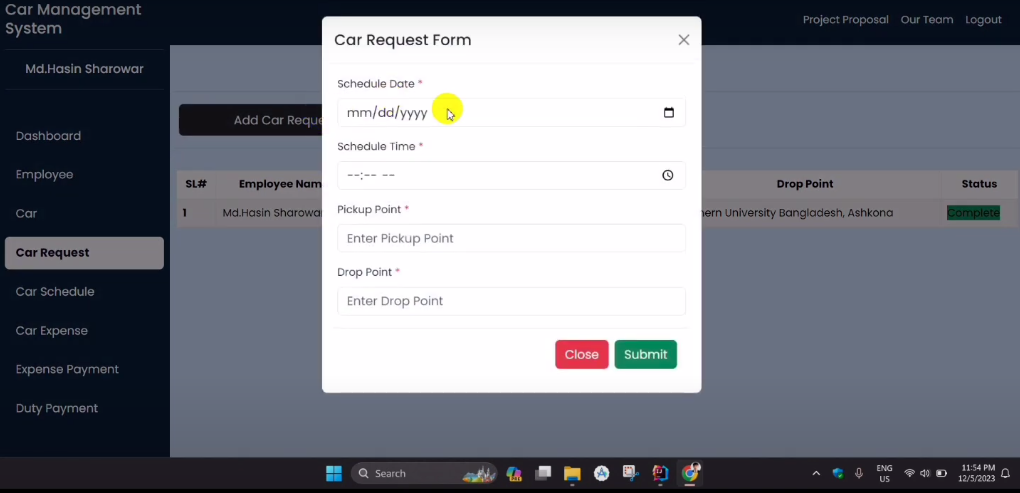 Car Management
System
Project Proposal Our Team Logout
Md.Hasin Sharowar
Dashboard
Employee
Car
Car Request
Car Schedule
Car Expense
Expense Payment
Duty Payment
Add Car Reque
SL# Employee Nam Drop Point Status
1 Md.Hasin Sharowar hern University Bangladesh, Ashkona Complete
Car Request Form
Schedule Date *
mm/dd/yyyy
Schedule Time *
--:-- --
Pickup Point *
Enter Pickup Point
Drop Point *
Enter Drop Point
Close Submit
Search
ENG
US
11:54 PM
12/5/2023